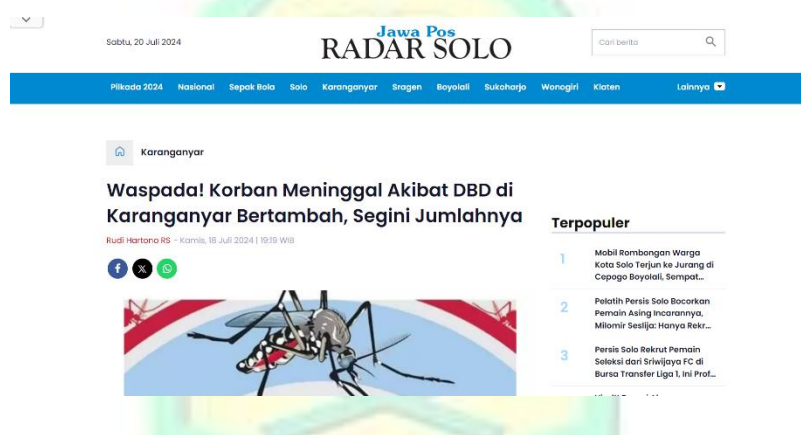 Sabtu, 20 Juli 2024
Jawa Pos
RADAR SOLO
Cari berita
Pilkada 2024 Nasional Sepak Bola Solo Karanganyar Sragen Boyolali Sukoharjo Wonogiri Klaten Lainnya
Karanganyar
Waspada! Korban Meninggal Akibat DBD di
Karanganyar Bertambah, Segini Jumlahnya
Rudi Hartono RS - Kamis, 18 Juli 2024 | 19:19 WIB
Terpopuler
1
Mobil Rombongan Warga
Kota Solo Terjun ke Jurang di
Cepogo Boyolali, Sempat...
2
Pelatih Persis Solo Bocorkan
Pemain Asing Incarannya,
Milomir Seslija: Hanya Rekr...
3
Persis Solo Rekrut Pemain
Seleksi dari Sriwijaya FC di
Bursa Transfer Liga 1, Ini Prof...